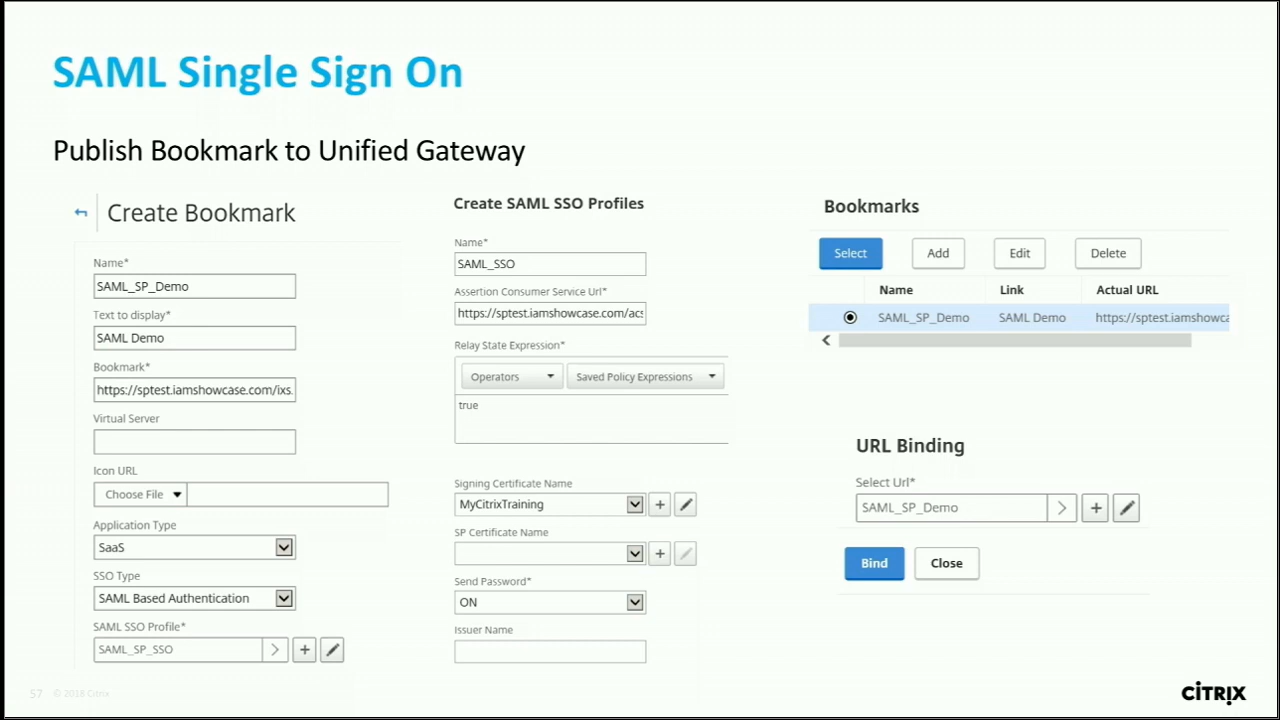 SAML Single Sign On
Publish Bookmark to Unified Gateway
Create Bookmark
Name*
SAML_SP_Demo
Text to display*
SAML Demo
Bookmark*
https://sptest.iamshowcase.com/ixs
Virtual Server
Icon URL
Choose File
Application Type
SaaS
SSO Type
SAML Based Authentication
SAML SSO Profile*
SAML_SP_SSO
Create SAML SSO Profiles
Name*
SAML_SSO
Assertion Consumer Service Url*
https://sptest.iamshowcase.com/acs
Relay State Expression*
Operators Saved Policy Expressions
true
Signing Certificate Name
MyCitrixTraining
SP Certificate Name
Send Password*
ON
Issuer Name
Bookmarks
Select Add Edit Delete
Name Link Actual URL
SAML_SP_Demo SAML Demo https://sptest.iamshowca
URL Binding
Select Url*
SAML_SP_Demo
Bind Close
57 © 2018 Citrix
CITRIX